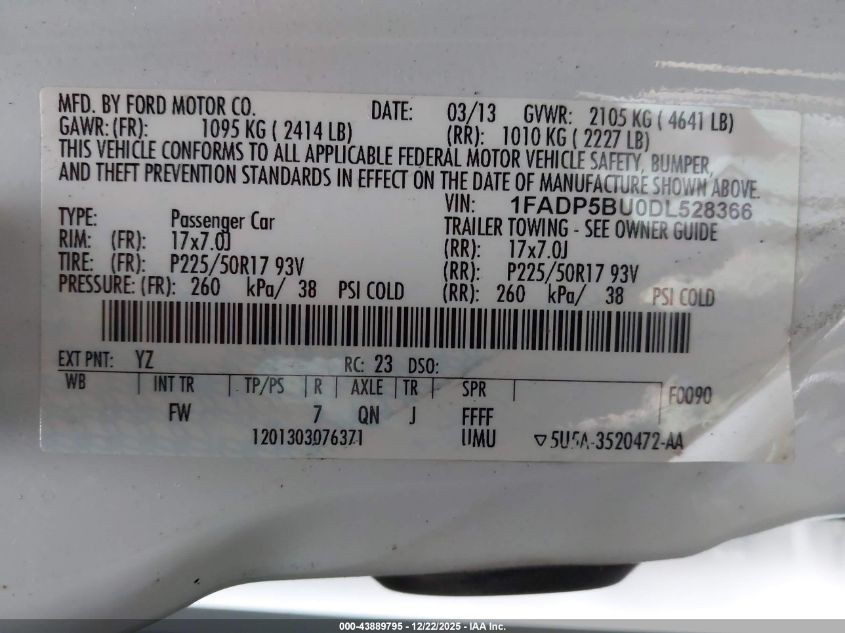 MFD. BY FORD MOTOR CO. DATE: 03/13 GVWR: 2105 KG ( 4641 LB)
GAWR: (FR): 1095 KG ( 2414 LB) (RR): 1010 KG ( 2227 LB)
THIS VEHICLE CONFORMS TO ALL APPLICABLE FEDERAL MOTOR VEHICLE SAFETY, BUMPER,
AND THEFT PREVENTION STANDARDS IN EFFECT ON THE DATE OF MANUFACTURE SHOWN ABOVE.
VIN: 1FADP5BU0DL528366
TYPE: Passenger Car TRAILER TOWING - SEE OWNER GUIDE
RIM: (FR): 17x7.0J (RR): 17x7.0J
TIRE: (FR): P225/50R17 93V (RR): P225/50R17 93V
PRESSURE: (FR): 260 kPa/ 38 PSI COLD (RR): 260 kPa/ 38 PSI COLD
EXT PNT: YZ RC: 23 DSO:
WB INT TR TP/PS R AXLE TR SPR F0090
FW 7 QN J FFFF
1201303076371 UMU ▽5U5A-3520472-AA
000-43889795 - 12/22/2025 - IAA Inc.